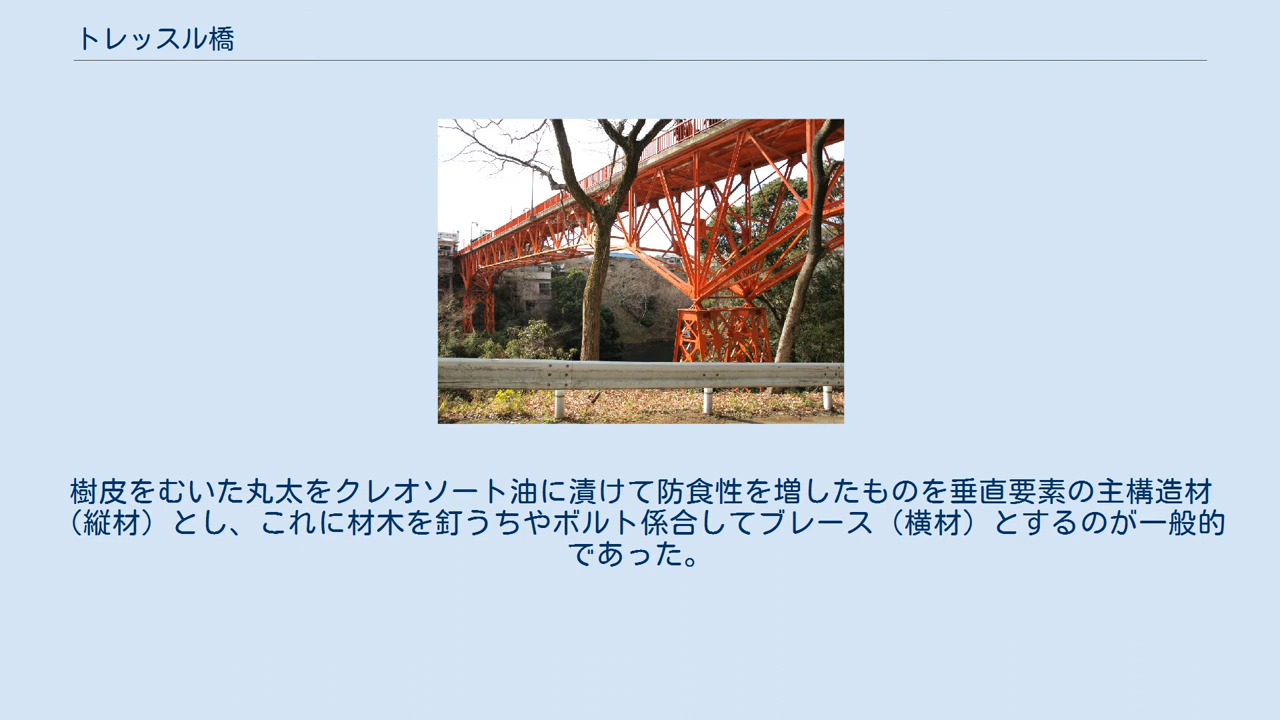 トレッスル橋
樹皮をむいた丸太をクレオソート油に漬けて防食性を増したものを垂直要素の主構造材
（縦材）とし、これに材木を釘うちやボルト係合してブレース（横材）とするのが一般的
であった。